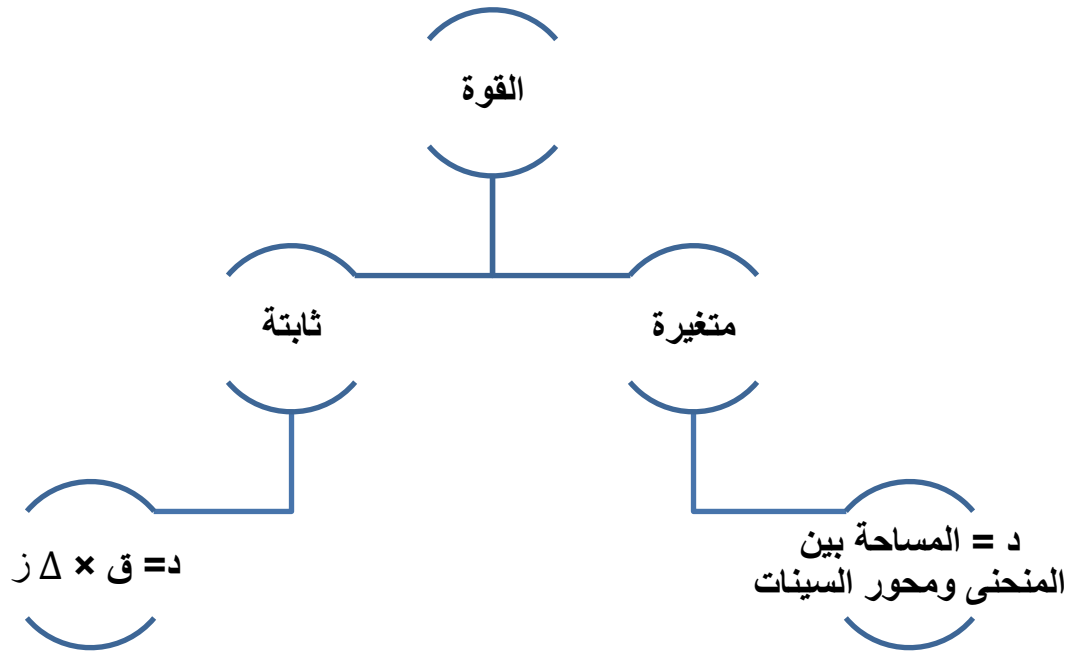 القوة
متغيرة
ثابتة
د = المساحة بين
المنحنى ومحور السينات
د= ق × Δ ز